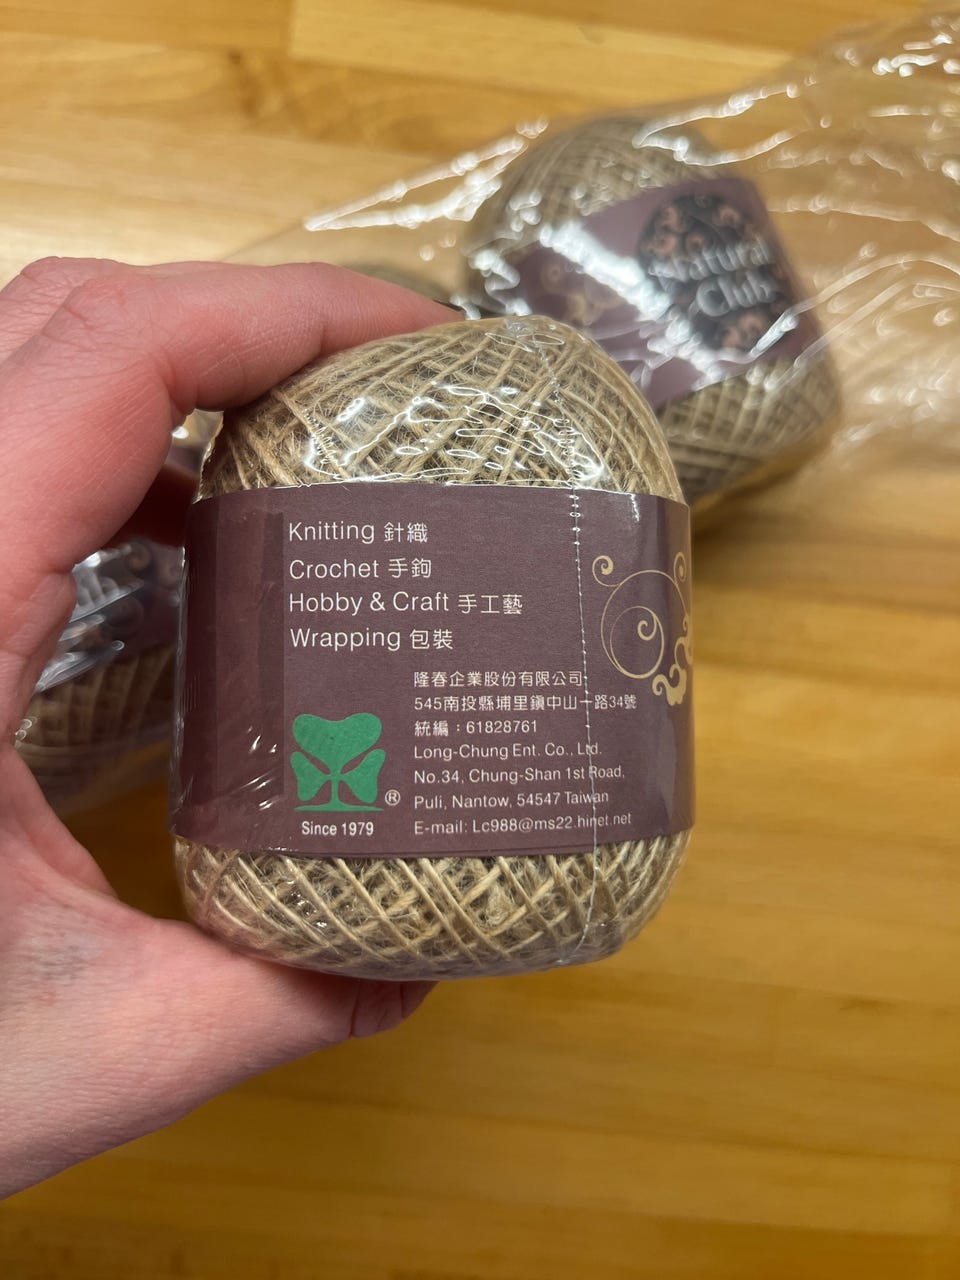 Natural
Club
Knitting 針織
Crochet 手鉤
Hobby & Craft 手工藝
Wrapping 包裝
隆春企業股份有限公司
545南投縣埔里鎮中山一路34號
統編：61828761
Long-Chung Ent. Co., Ltd.
No.34, Chung-Shan 1st Road,
Puli, Nantow, 54547 Taiwan
E-mail: Lc988@ms22.hinet.net
®
Since 1979